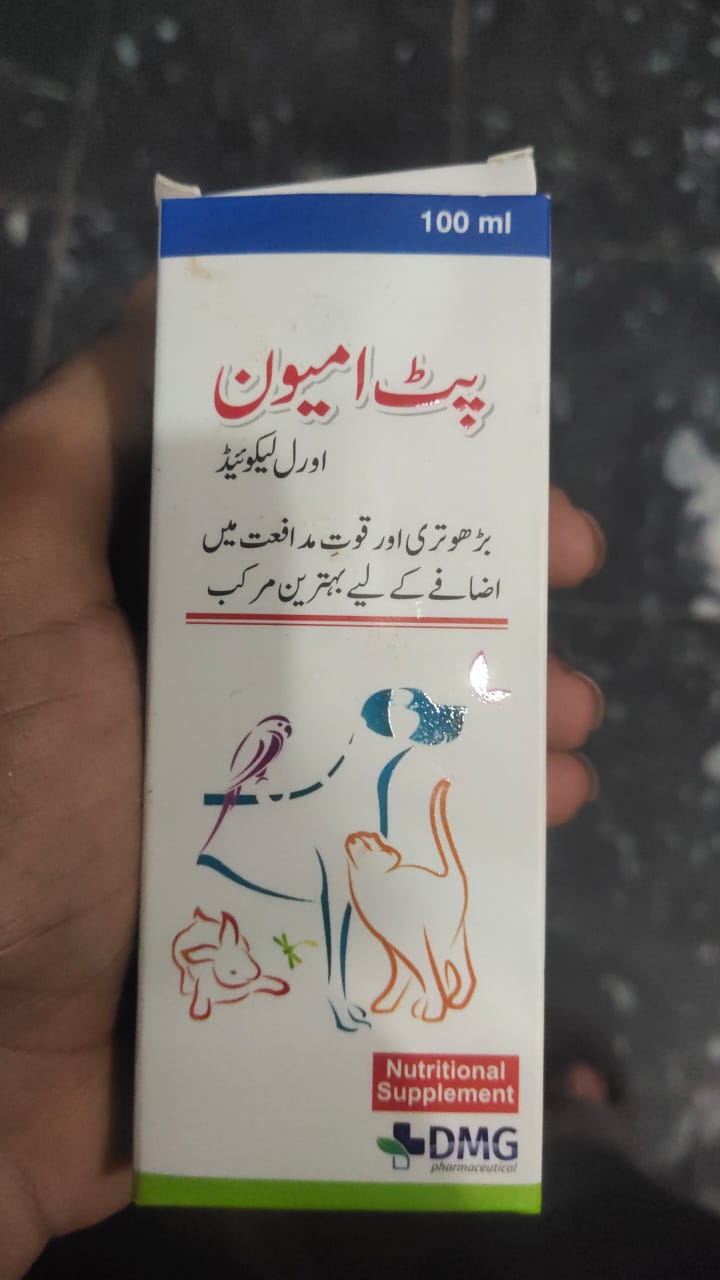 100 ml
پٹ امیون
اورل لیکوئیڈ
بڑھوتری اور قوتِ مدافعت میں
اضافے کے لیے بہترین مرکب
Nutritional
Supplement
DMG
pharmaceutical